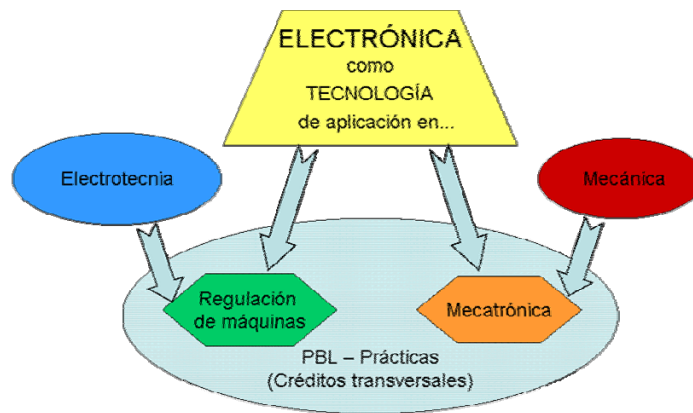 ELECTRÓNICA
como
TECNOLOGÍA
de aplicación en...
Electrotecnia
Mecánica
Regulación
de máquinas
Mecatrónica
PBL – Prácticas
(Créditos transversales)